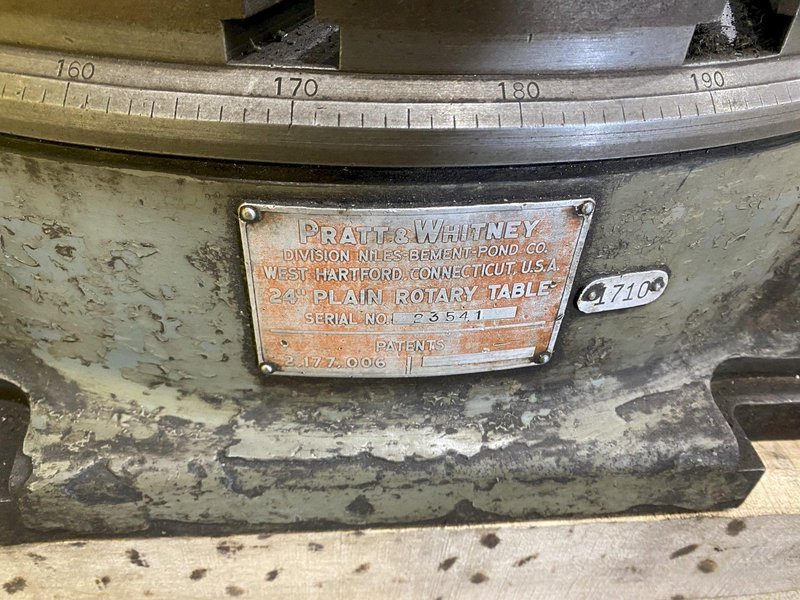 160 170 180 190
PRATT & WHITNEY
DIVISION NILES-BEMENT-POND CO.
WEST HARTFORD, CONNECTICUT, U.S.A.
24" PLAIN ROTARY TABLE
SERIAL NO. 23541
PATENTS
2,177,006
1710